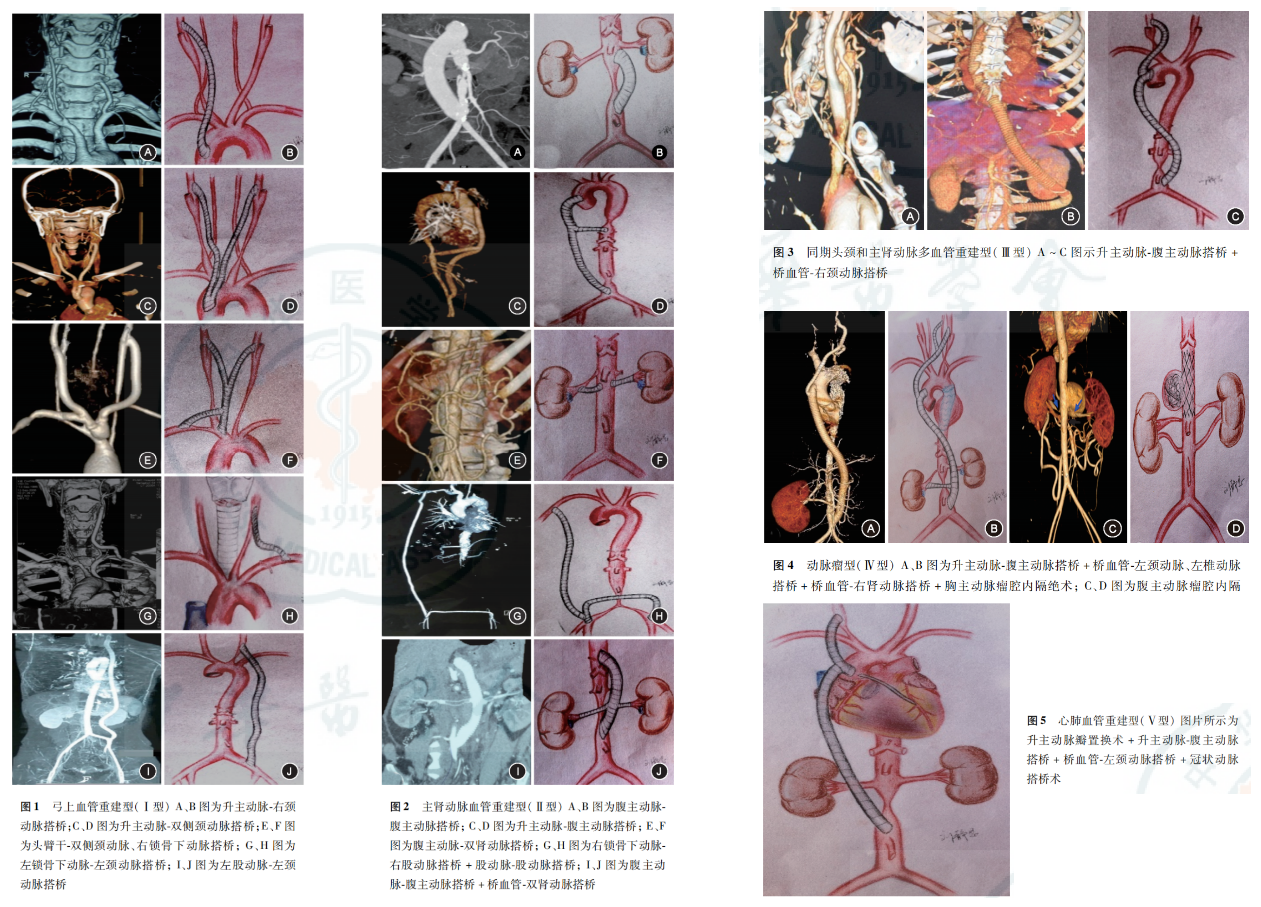 A
B
C
D
E
F
G
H
I
J
图1 弓上血管重建型(Ⅰ型) A、B图为升主动脉-右颈
动脉搭桥;C、D图为升主动脉-双侧颈动脉搭桥;E、F图
为头臂干-双侧颈动脉、右锁骨下动脉搭桥; G、H图为
左锁骨下动脉-左颈动脉搭桥; I、J图为左股动脉-左颈
动脉搭桥
A
B
C
D
E
F
G
H
I
J
图2 主肾动脉血管重建型(Ⅱ型) A、B图为腹主动脉-
腹主动脉搭桥; C、D图为升主动脉-腹主动脉搭桥; E、F
图为腹主动脉-双肾动脉搭桥; G、H图为右锁骨下动脉-
右股动脉搭桥+股动脉-股动脉搭桥; I、J图为腹主动
脉-腹主动脉搭桥+桥血管-双肾动脉搭桥
A
B
C
图3 同期头颈和主肾动脉多血管重建型(Ⅲ型) A~C图示升主动脉-腹主动脉搭桥+
桥血管-右颈动脉搭桥
A
B
C
D
图4 动脉瘤型(Ⅳ型) A、B图为升主动脉-腹主动脉搭桥+桥血管-左颈动脉、左椎动脉
搭桥+桥血管-右肾动脉搭桥+胸主动脉瘤腔内隔绝术; C、D图为腹主动脉瘤腔内隔
图5 心肺血管重建型(Ⅴ型) 图片所示为
升主动脉瓣置换术+升主动脉-腹主动脉
搭桥+桥血管-左颈动脉搭桥+冠状动脉
搭桥术
1915
MEDICAL ASS
医
醫